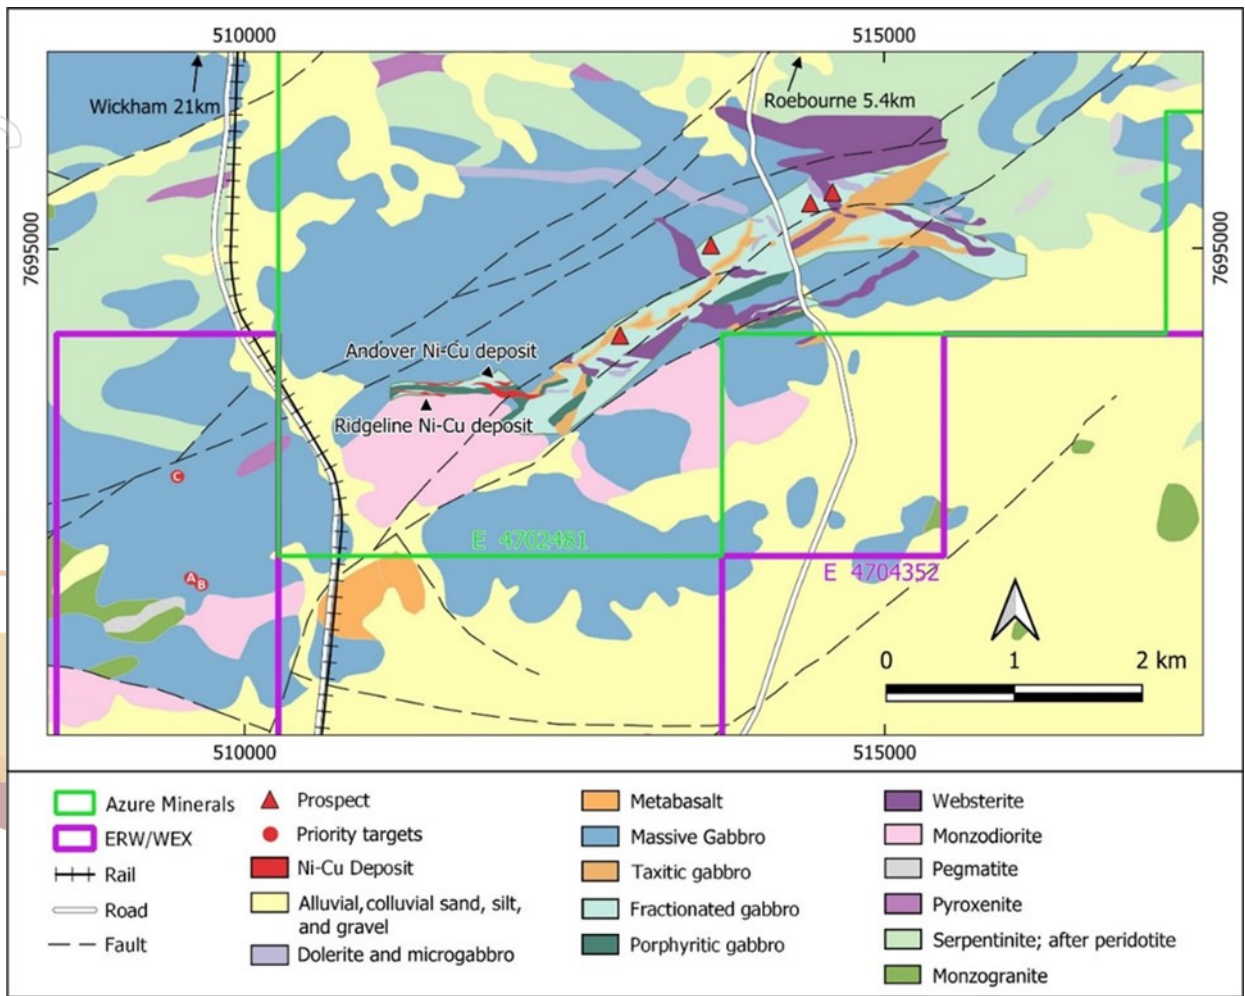 510000
515000
Wickham 21km
Roebourne 5.4km
7695000
7695000
Andover Ni-Cu deposit
Ridgeline Ni-Cu deposit
C
E 4702481
A
B
E 4704352
0 1 2 km
510000
515000
Azure Minerals
ERW/WEX
Rail
Road
Fault
Prospect
Priority targets
Ni-Cu Deposit
Alluvial, colluvial sand, silt,
and gravel
Dolerite and microgabbro
Metabasalt
Massive Gabbro
Taxitic gabbro
Fractionated gabbro
Porphyritic gabbro
Websterite
Monzodiorite
Pegmatite
Pyroxenite
Serpentinite; after peridotite
Monzogranite